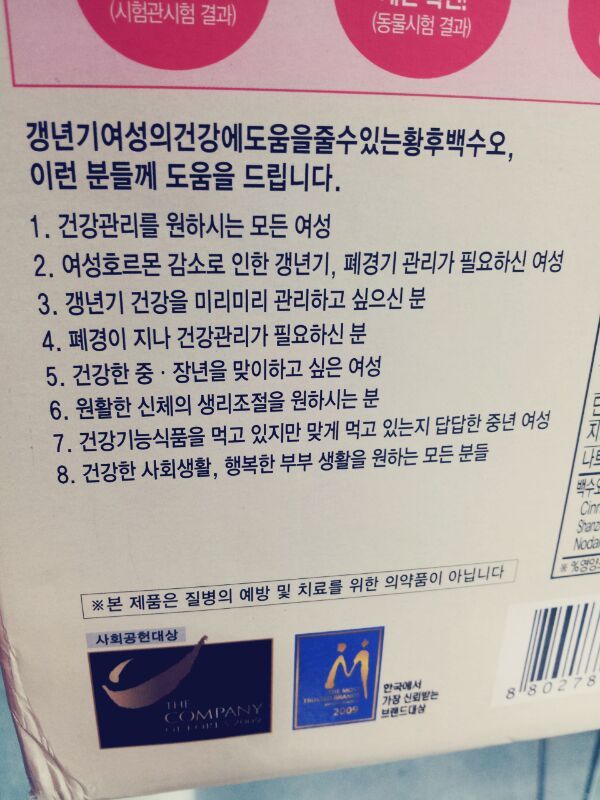 (시험관시험 결과)
(동물시험 결과)
갱년기여성의건강에도움을줄수있는황후백수오,
이런 분들께 도움을 드립니다.
1. 건강관리를 원하시는 모든 여성
2. 여성호르몬 감소로 인한 갱년기, 폐경기 관리가 필요하신 여성
3. 갱년기 건강을 미리미리 관리하고 싶으신 분
4. 폐경이 지나 건강관리가 필요하신 분
5. 건강한 중·장년을 맞이하고 싶은 여성
6. 원활한 신체의 생리조절을 원하시는 분
7. 건강기능식품을 먹고 있지만 맞게 먹고 있는지 답답한 중년 여성
8. 건강한 사회생활, 행복한 부부 생활을 원하는 모든 분들
백수오
※%영양
※본 제품은 질병의 예방 및 치료를 위한 의약품이 아닙니다
사회공헌대상
THE
COMPANY
OF KOREA 2009
THE MOST
TRUSTED BRAND
2009
한국에서
가장 신뢰받는
브랜드대상
8 80278